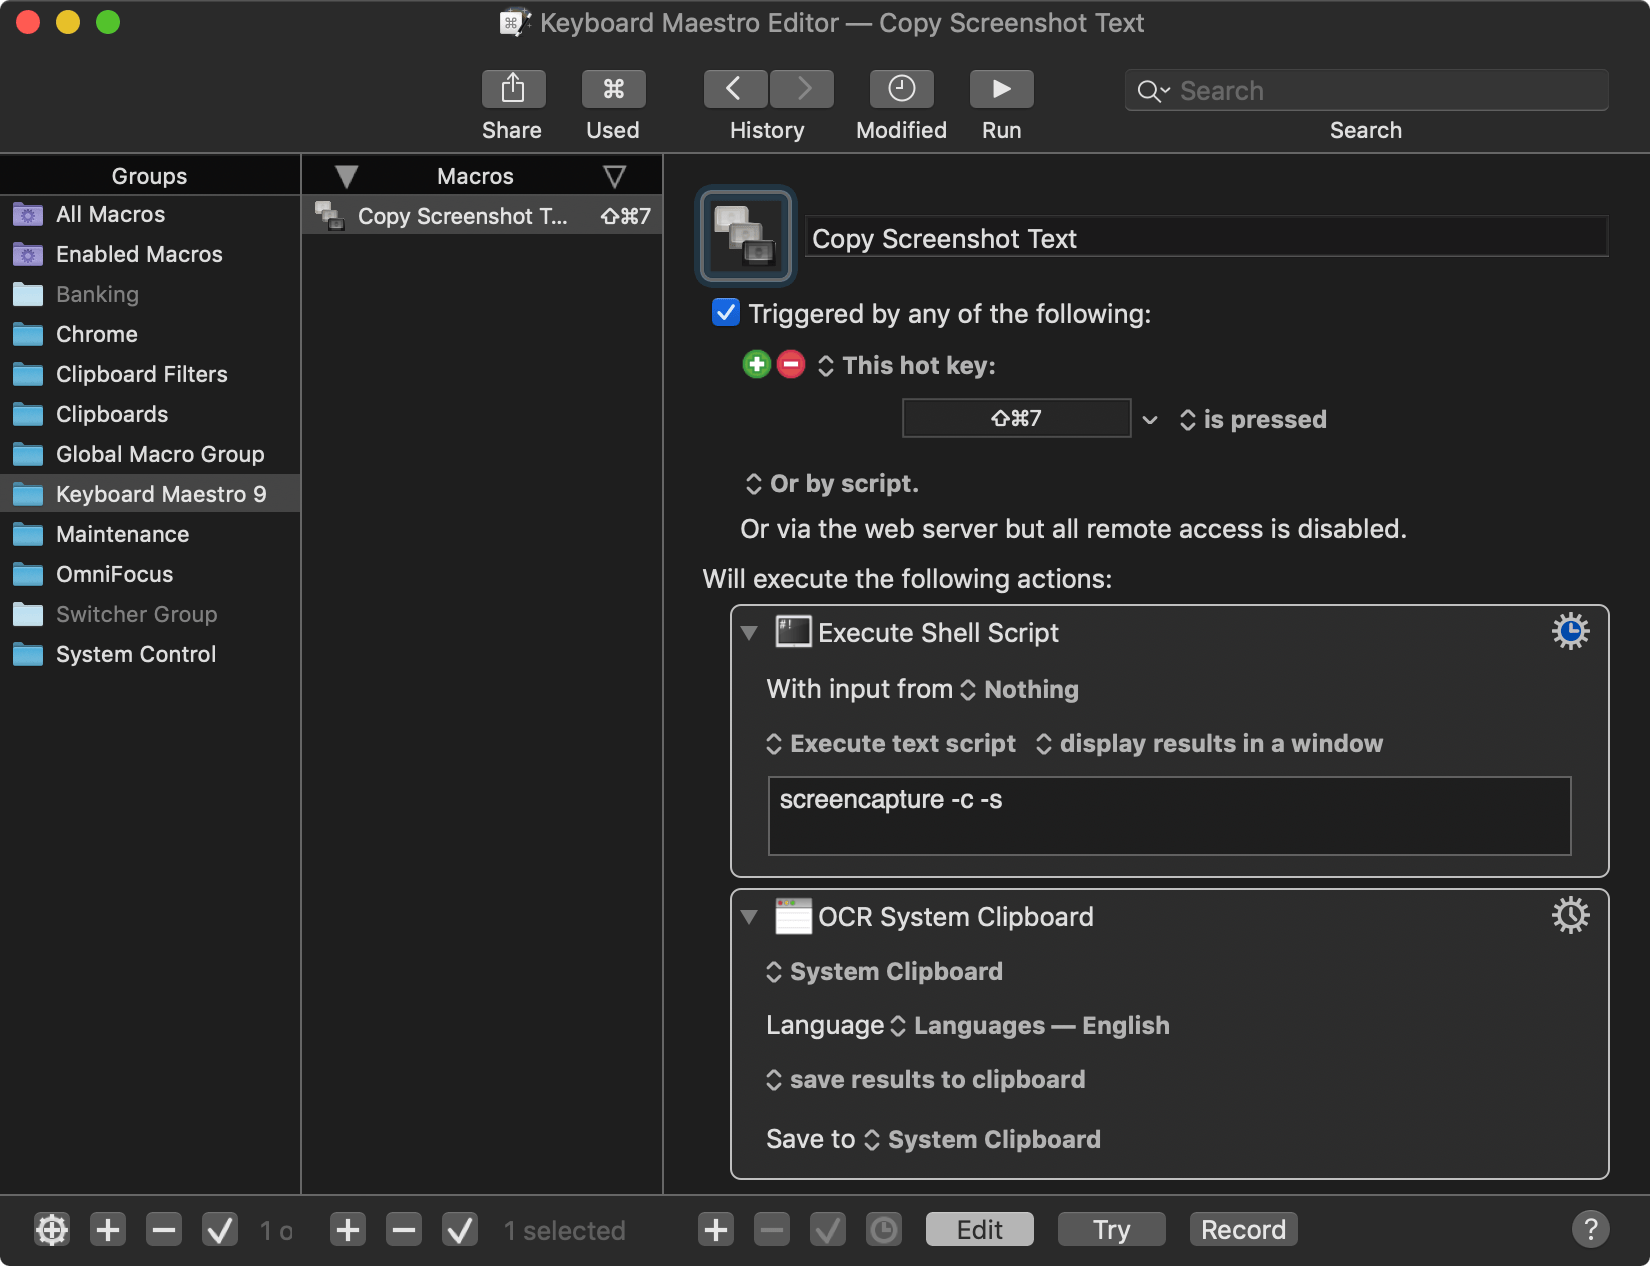 Keyboard Maestro Editor — Copy Screenshot Text
Share
Used
History
Modified
Run
Search
Search
Groups
All Macros
Enabled Macros
Banking
Chrome
Clipboard Filters
Clipboards
Global Macro Group
Keyboard Maestro 9
Maintenance
OmniFocus
Switcher Group
System Control
Macros
Copy Screenshot T... ⇧⌘7
Copy Screenshot Text
Triggered by any of the following:
This hot key:
⇧⌘7 is pressed
Or by script.
Or via the web server but all remote access is disabled.
Will execute the following actions:
#! Execute Shell Script
With input from Nothing
Execute text script display results in a window
screencapture -c -s
OCR System Clipboard
System Clipboard
Language Languages — English
save results to clipboard
Save to System Clipboard
1 o
1 selected
Edit
Try
Record
?